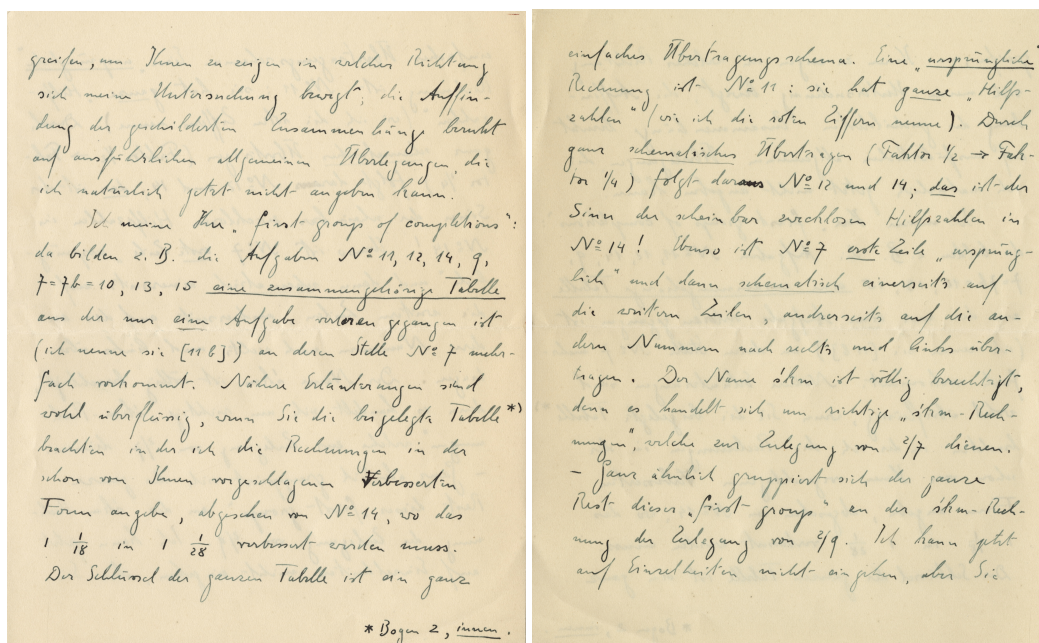 greifen, um Ihnen zu zeigen in welcher Richtung
sich meine Untersuchung bewegt; die Auffin-
dung der geschilderten Zusammenhänge beruht
auf ausführlichen allgemeinen Überlegungen, die
ich natürlich jetzt nicht angeben kann.
Ich meine Ihre „first groups of completions":
da bilden z. B. die Aufgaben Nº 11, 12, 14, 9,
7=7b=10, 13, 15 eine zusammengehörige Tabelle
aus der nur eine Aufgabe verloren gegangen ist
(ich nenne sie [11b]) an deren Stelle Nº 7 mehr-
fach vorkommt. Nähere Erläuterungen sind
wohl überflüssig, wenn Sie die beigelegte Tabelle *)
beachten in der ich die Rechnungen in der
schon von Ihnen vorgeschlagenen Verbesserten
Form angebe, abgesehen von Nº 14, wo das
1 1/18 in 1 1/28 verbessert werden muss.
Der Schlüssel der ganzen Tabelle ist ein ganz
* Bogen 2, innen.
einfaches Übertragungsschema. Eine „ursprüngliche
Rechnung ist Nº 11: sie hat ganze „Hilfs-
zahlen" (wie ich die roten Ziffern nenne). Durch
ganz schematisches Übertragen (Faktor 1/2 → Fak-
tor 1/4) folgt daraus Nº 12 und 14; das ist der
Sinn der scheinbar zwecklosen Hilfszahlen in
Nº 14! Ebenso ist Nº 7 erste Zeile „ursprüng-
lich" und dann schematisch einerseits auf
die weitern Zeilen, andrerseits auf die an-
dern Nummern nach rechts und links über-
tragen. Der Name śkm ist völlig berechtigt,
denn es handelt sich um richtige „śkm-Rech-
nungen", welche zur Zerlegung von 2/7 dienen.
– Ganz ähnlich gruppiert sich der ganze
Rest dieser „first groups" an der śkm-Rech-
nung der Zerlegung von 2/9. Ich kann jetzt
auf Einzelheiten nicht eingehen, aber Sie